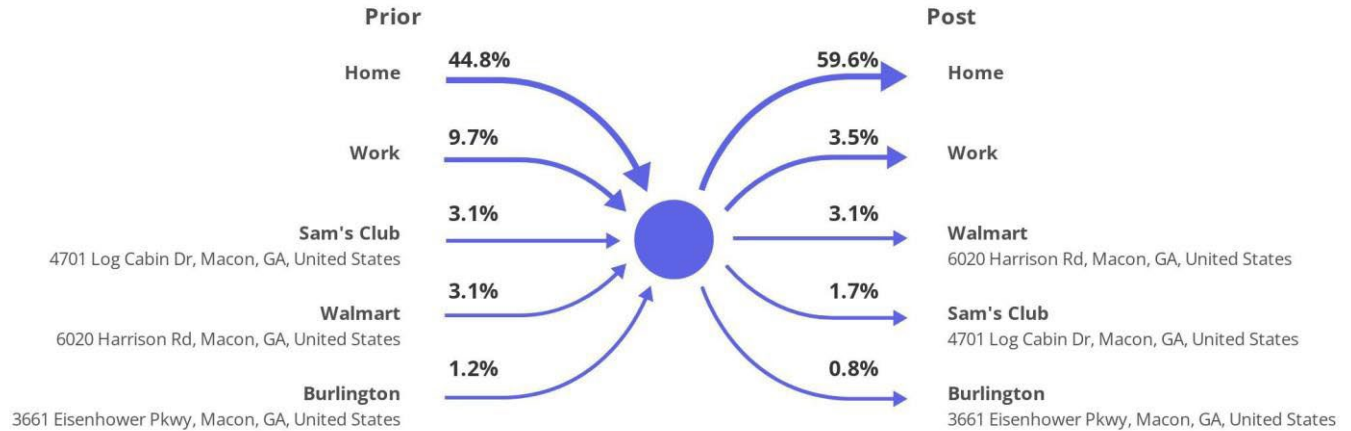 Prior
Post
Home
44.8%
59.6%
Home
Work
9.7%
3.5%
Work
Sam's Club
4701 Log Cabin Dr, Macon, GA, United States
3.1%
3.1%
Walmart
6020 Harrison Rd, Macon, GA, United States
Walmart
6020 Harrison Rd, Macon, GA, United States
3.1%
1.7%
Sam's Club
4701 Log Cabin Dr, Macon, GA, United States
Burlington
3661 Eisenhower Pkwy, Macon, GA, United States
1.2%
0.8%
Burlington
3661 Eisenhower Pkwy, Macon, GA, United States